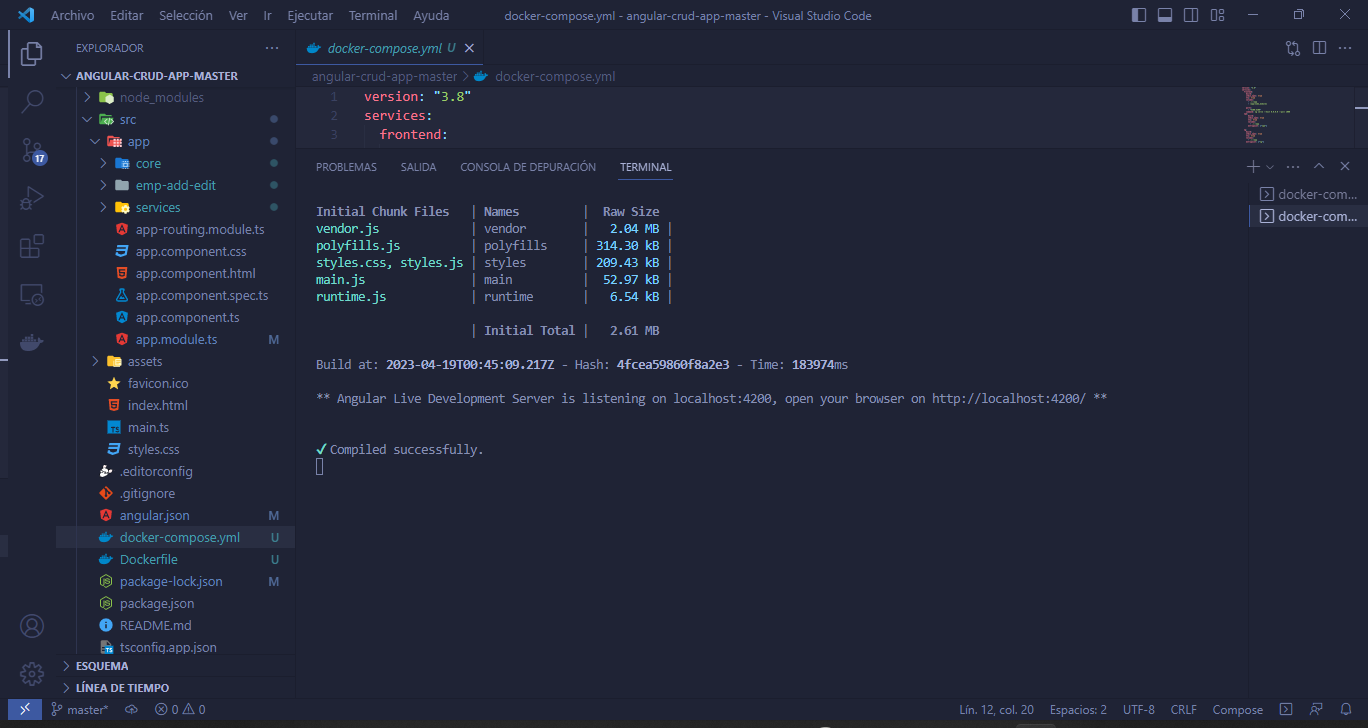 Archivo Editar Selección Ver Ir Ejecutar Terminal Ayuda docker-compose.yml - angular-crud-app-master - Visual Studio Code
EXPLORADOR
ANGULAR-CRUD-APP-MASTER
node_modules
src
app
core
emp-add-edit
services
app-routing.module.ts
app.component.css
app.component.html
app.component.spec.ts
app.component.ts
app.module.ts M
assets
favicon.ico
index.html
main.ts
styles.css
.editorconfig
.gitignore
angular.json M
docker-compose.yml U
Dockerfile U
package-lock.json M
package.json
README.md
tsconfig.app.json
ESQUEMA
LÍNEA DE TIEMPO
17
docker-compose.yml U
angular-crud-app-master > docker-compose.yml
1 version: "3.8"
2 services:
3 frontend:
PROBLEMAS SALIDA CONSOLA DE DEPURACIÓN TERMINAL
Initial Chunk Files | Names | Raw Size
vendor.js | vendor | 2.04 MB |
polyfills.js | polyfills | 314.30 kB |
styles.css, styles.js | styles | 209.43 kB |
main.js | main | 52.97 kB |
runtime.js | runtime | 6.54 kB |
| Initial Total | 2.61 MB
Build at: 2023-04-19T00:45:09.217Z - Hash: 4fcea59860f8a2e3 - Time: 183974ms
** Angular Live Development Server is listening on localhost:4200, open your browser on http://localhost:4200/ **
✓ Compiled successfully.
docker-com...
docker-com...
master* 0 0 Lín. 12, col. 20 Espacios: 2 UTF-8 CRLF Compose